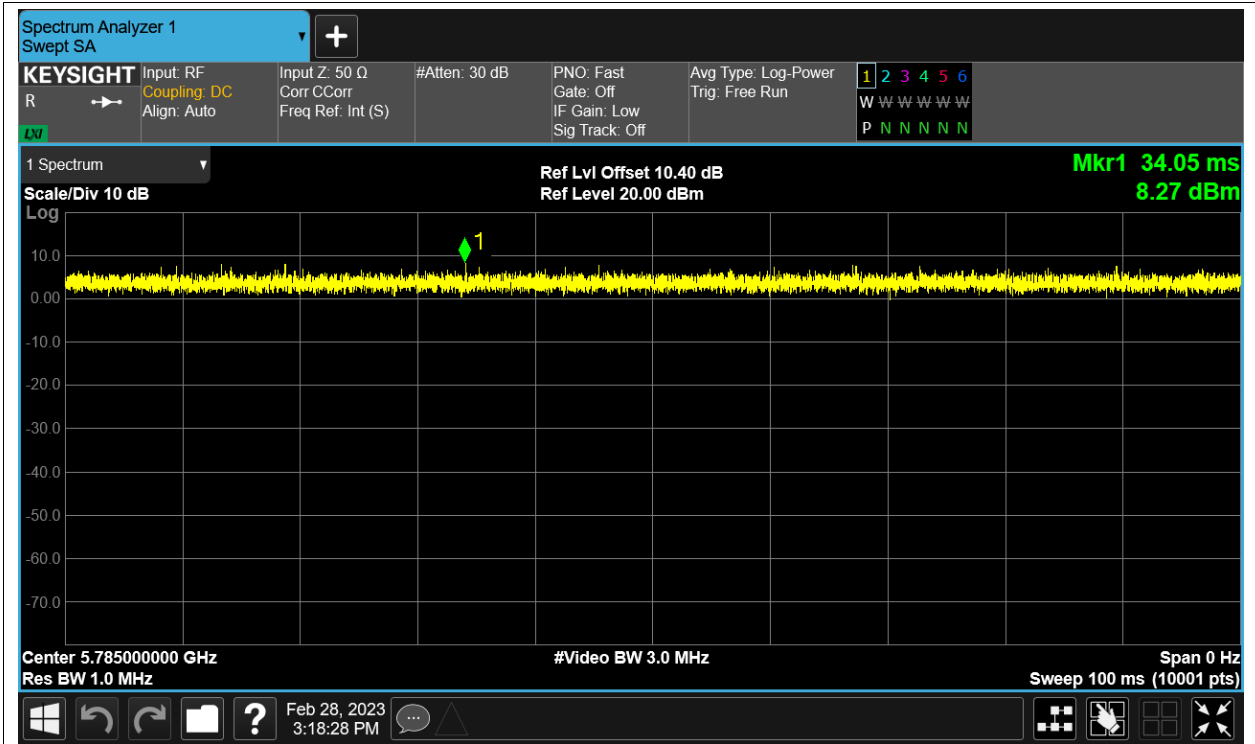 Spectrum Analyzer 1
Swept SA
KEYSIGHT Input: RF Input Z: 50 Ω #Atten: 30 dB PNO: Fast Avg Type: Log-Power 1 2 3 4 5 6
R Coupling: DC Corr CCorr Gate: Off Trig: Free Run W W W W W W
Align: Auto Freq Ref: Int (S) IF Gain: Low
LXI Sig Track: Off P N N N N N
1 Spectrum Ref Lvl Offset 10.40 dB Mkr1 34.05 ms
Scale/Div 10 dB Ref Level 20.00 dBm 8.27 dBm
Log
1
10.0
0.00
-10.0
-20.0
-30.0
-40.0
-50.0
-60.0
-70.0
Center 5.785000000 GHz #Video BW 3.0 MHz Span 0 Hz
Res BW 1.0 MHz Sweep 100 ms (10001 pts)
? Feb 28, 2023
3:18:28 PM